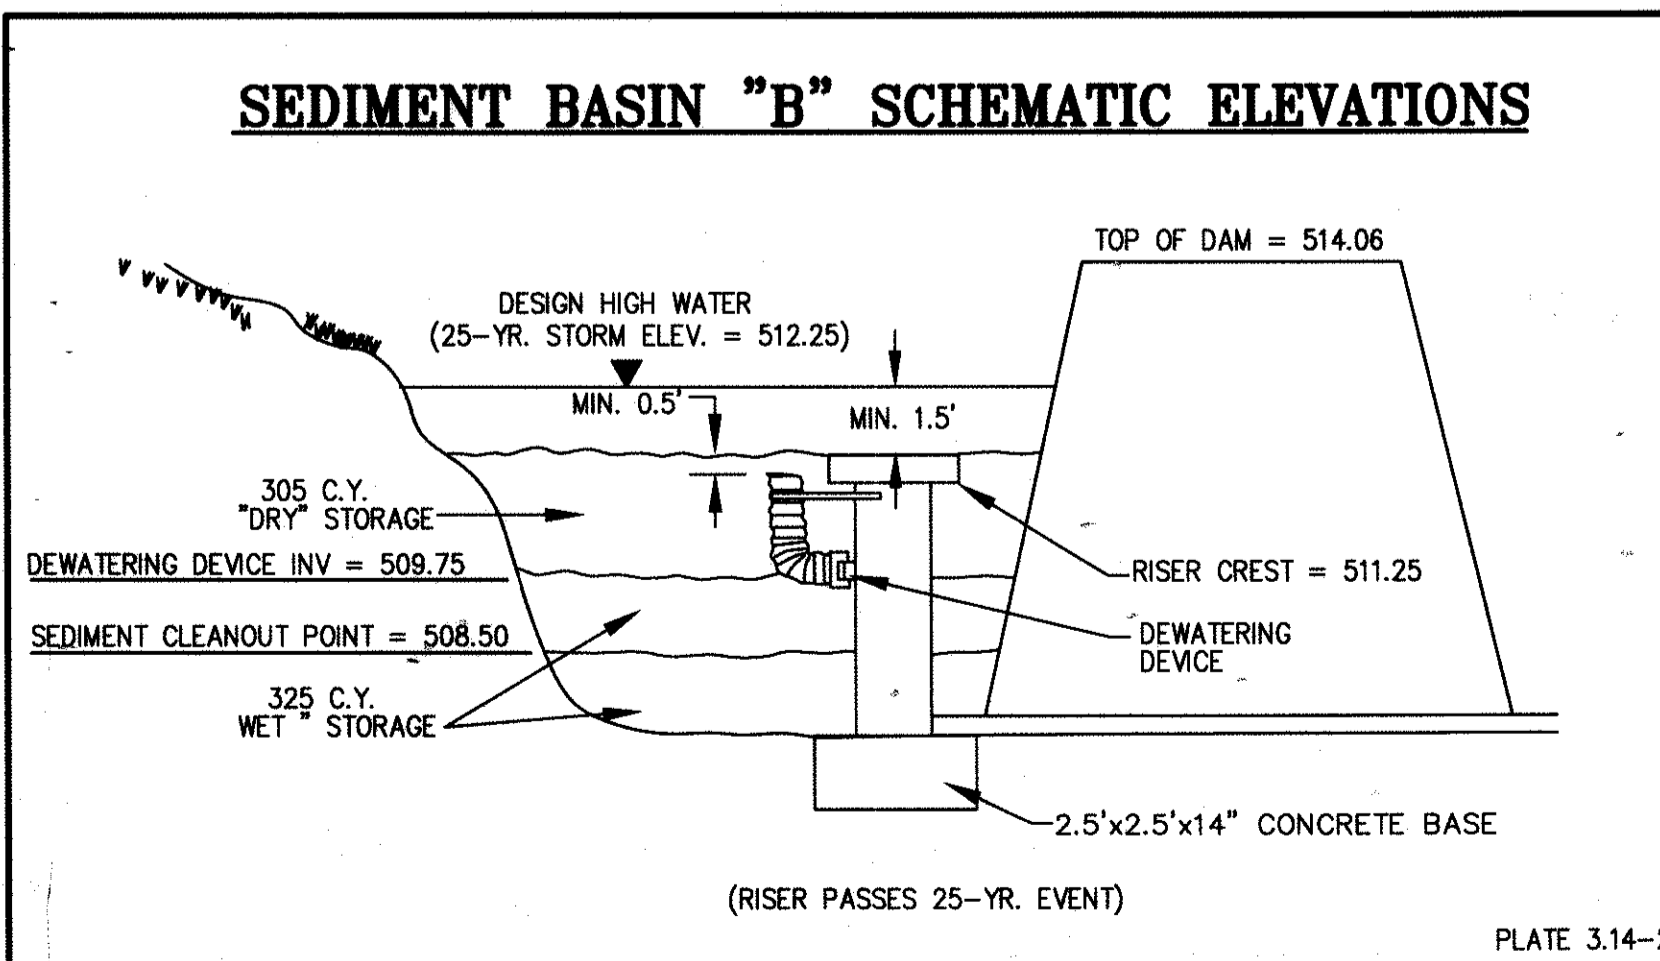 SEDIMENT BASIN "B" SCHEMATIC ELEVATIONS
TOP OF DAM = 514.06
DESIGN HIGH WATER
(25-YR. STORM ELEV. = 512.25)
MIN. 0.5'
MIN. 1.5'
305 C.Y.
"DRY" STORAGE
DEWATERING DEVICE INV = 509.75
RISER CREST = 511.25
SEDIMENT CLEANOUT POINT = 508.50
DEWATERING
DEVICE
325 C.Y.
WET " STORAGE
2.5'x2.5'x14" CONCRETE BASE
(RISER PASSES 25-YR. EVENT)
PLATE 3.14-